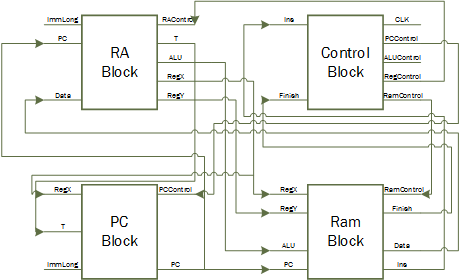 ImmLong
PC
Data
RA
Block
RAControl
T
ALU
RegX
RegY
Ins
Finish
Control
Block
CLK
PCControl
ALUControl
RegControl
RamControl
RegX
T
ImmLong
PC
Block
PCControl
PC
RegX
RegY
ALU
PC
Ram
Block
RamControl
Finish
Data
Ins